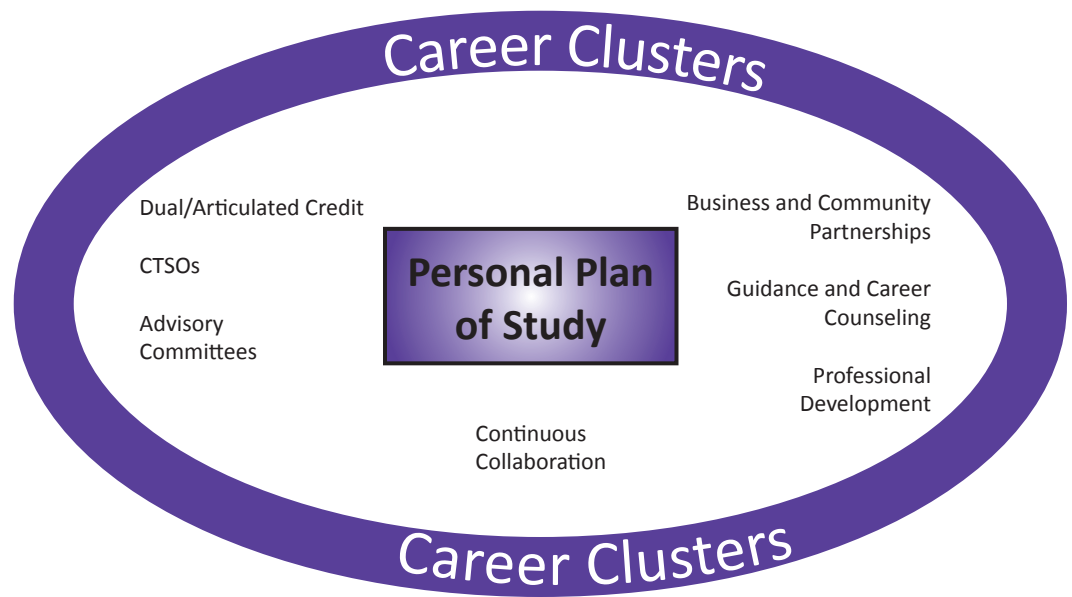 Career Clusters
Dual/Articulated Credit
CTSOs
Advisory
Committees
Personal Plan
of Study
Business and Community
Partnerships
Guidance and Career
Counseling
Professional
Development
Continuous
Collaboration
Career Clusters